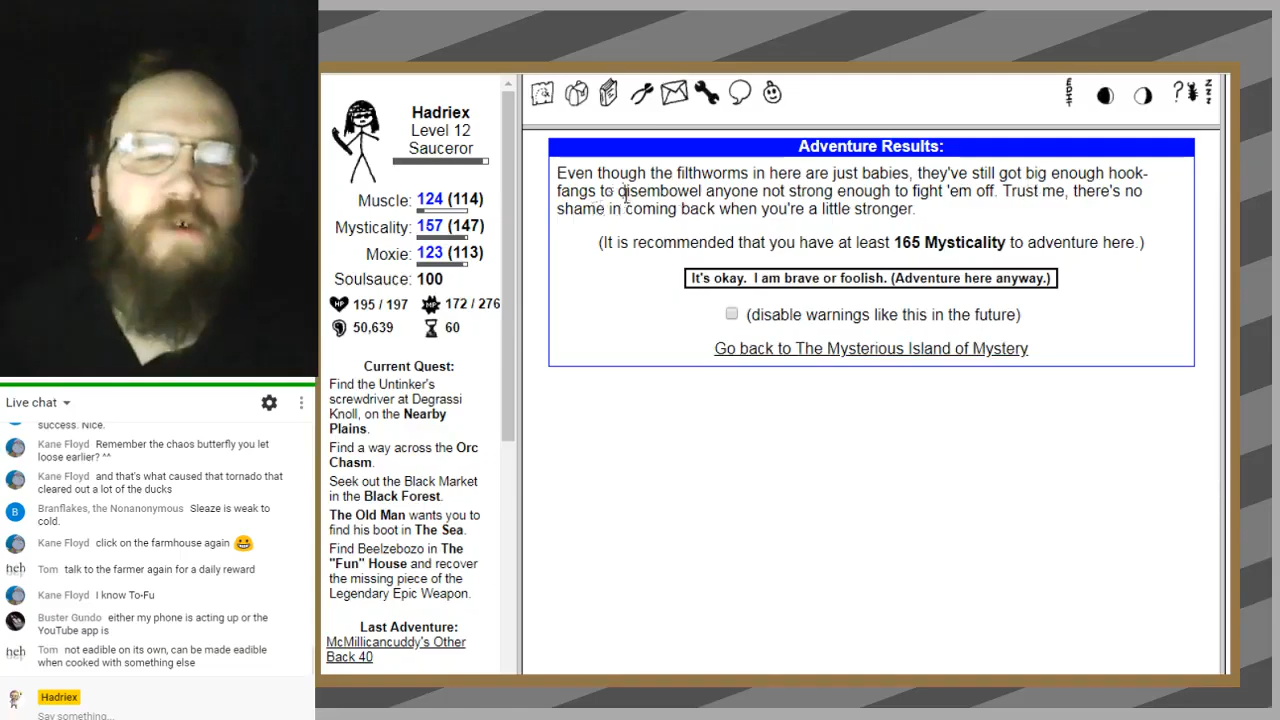 Hadriex
Level 12
Sauceror
Muscle: 124 (114)
Mysticality: 157 (147)
Moxie: 123 (113)
Soulsauce: 100
HP 195 / 197 MP 172 / 276
50,639 60
Current Quest:
Find the Untinker's
screwdriver at Degrassi
Knoll, on the Nearby
Plains.
Find a way across the Orc
Chasm.
Seek out the Black Market
in the Black Forest.
The Old Man wants you to
find his boot in The Sea.
Find Beelzebozo in The
"Fun" House and recover
the missing piece of the
Legendary Epic Weapon.
Last Adventure:
McMillicancuddy's Other
Back 40
EDIT
? ZZZ
Adventure Results:
Even though the filthworms in here are just babies, they've still got big enough hook-
fangs to disembowel anyone not strong enough to fight 'em off. Trust me, there's no
shame in coming back when you're a little stronger.
(It is recommended that you have at least 165 Mysticality to adventure here.)
It's okay. I am brave or foolish. (Adventure here anyway.)
(disable warnings like this in the future)
Go back to The Mysterious Island of Mystery
Live chat
success. Nice.
Kane Floyd Remember the chaos butterfly you let
loose earlier? ^^
Kane Floyd and that's what caused that tornado that
cleared out a lot of the ducks
B Branflakes, the Nonanonymous Sleaze is weak to
cold.
Kane Floyd click on the farmhouse again
heh Tom talk to the farmer again for a daily reward
Kane Floyd I know To-Fu
Buster Gundo either my phone is acting up or the
YouTube app is
heh Tom not eadible on its own, can be made eadible
when cooked with something else
Hadriex
Say something...